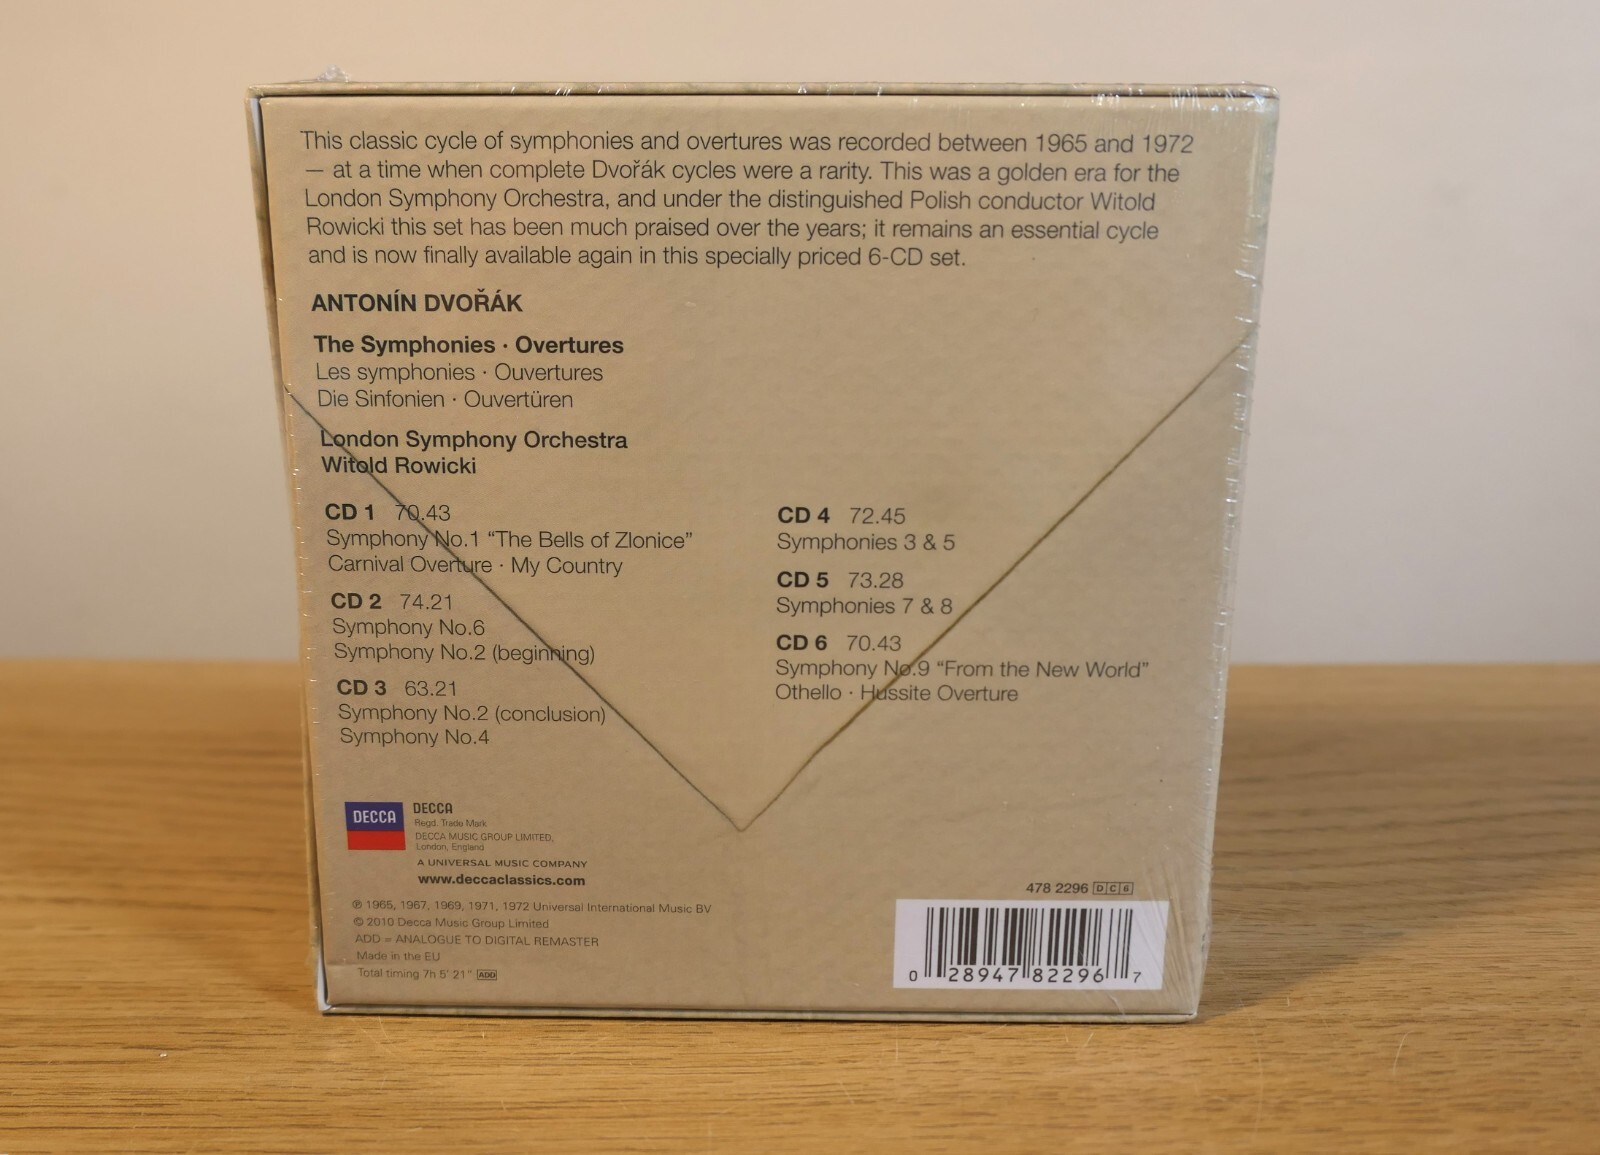 This classic cycle of symphonies and overtures was recorded between 1965 and 1972
— at a time when complete Dvořák cycles were a rarity. This was a golden era for the
London Symphony Orchestra, and under the distinguished Polish conductor Witold
Rowicki this set has been much praised over the years; it remains an essential cycle
and is now finally available again in this specially priced 6-CD set.
ANTONÍN DVOŘÁK
The Symphonies · Overtures
Les symphonies · Ouvertures
Die Sinfonien · Ouvertüren
London Symphony Orchestra
Witold Rowicki
CD 1 70.43
Symphony No.1 “The Bells of Zlonice”
Carnival Overture · My Country
CD 2 74.21
Symphony No.6
Symphony No.2 (beginning)
CD 3 63.21
Symphony No.2 (conclusion)
Symphony No.4
CD 4 72.45
Symphonies 3 & 5
CD 5 73.28
Symphonies 7 & 8
CD 6 70.43
Symphony No.9 “From the New World”
Othello · Hussite Overture
DECCA
DECCA
Regd. Trade Mark
DECCA MUSIC GROUP LIMITED,
London, England
A UNIVERSAL MUSIC COMPANY
www.deccaclassics.com
℗ 1965, 1967, 1969, 1971, 1972 Universal International Music BV
© 2010 Decca Music Group Limited
ADD = ANALOGUE TO DIGITAL REMASTER
Made in the EU
Total timing 7h 5' 21" ADD
478 2296 DC6
0 28947 82296 7